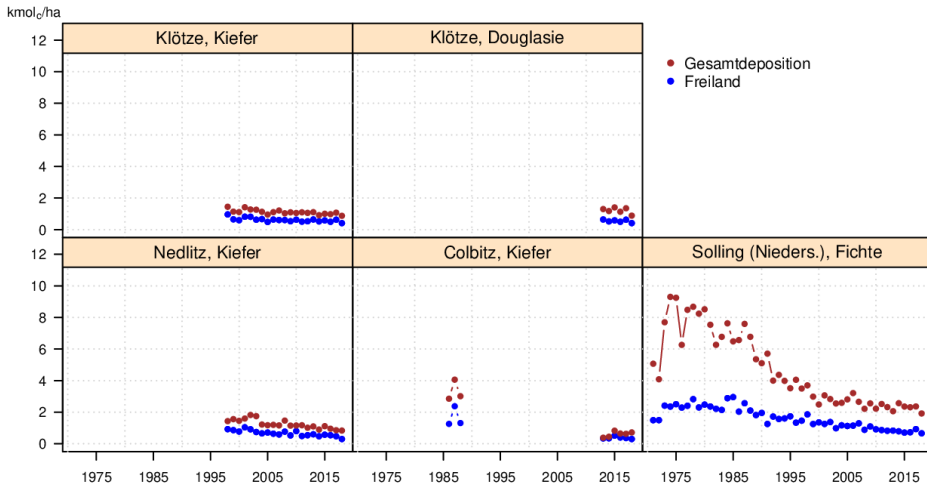 kmolc/ha
Klötze, Kiefer
Klötze, Douglasie
12
10
8
6
4
2
0
Gesamtdeposition
Freiland
Nedlitz, Kiefer
Colbitz, Kiefer
Solling (Nieders.), Fichte
12
10
8
6
4
2
0
1975 1985 1995 2005 2015
1975 1985 1995 2005 2015
1975 1985 1995 2005 2015